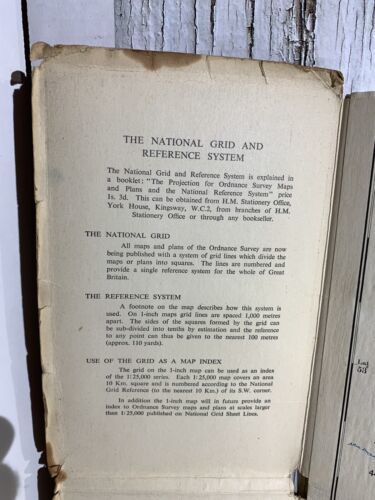 THE NATIONAL GRID AND
REFERENCE SYSTEM
The National Grid and Reference System is explained in
a booklet; "The Projection for Ordnance Survey Maps
and Plans and the National Reference System" price
1s. 3d. This can be obtained from H.M. Stationery Office,
York House, Kingsway, W.C.2, from branches of H.M.
Stationery Office or through any bookseller.
THE NATIONAL GRID
All maps and plans of the Ordnance Survey are now
being published with a system of grid lines which divide the
maps or plans into squares. The lines are numbered and
provide a single reference system for the whole of Great
Britain.
THE REFERENCE SYSTEM
A footnote on the map describes how this system is
used. On 1-inch maps grid lines are spaced 1,000 metres
apart. The sides of the squares formed by the grid can
be sub-divided into tenths by estimation and the reference
to any point can thus be given to the nearest 100 metres
(approx. 110 yards).
USE OF THE GRID AS A MAP INDEX
The grid on the 1-inch map can be used as an index
of the 1:25,000 series. Each 1:25,000 map covers an area
10 Km. square and is numbered according to the National
Grid Reference (to the nearest 10 Km.) of its S.W. corner.
In addition the 1-inch map will in future provide an
index to Ordnance Survey maps and plans at scales larger
than 1:25,000 published on National Grid Sheet Lines.
53